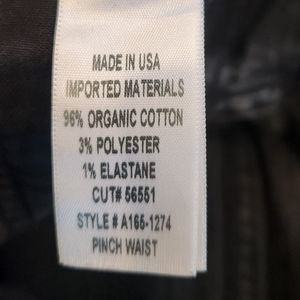 MADE IN USA
IMPORTED MATERIALS
96% ORGANIC COTTON
3% POLYESTER
1% ELASTANE
CUT# 56551
STYLE # A165-1274
PINCH WAIST